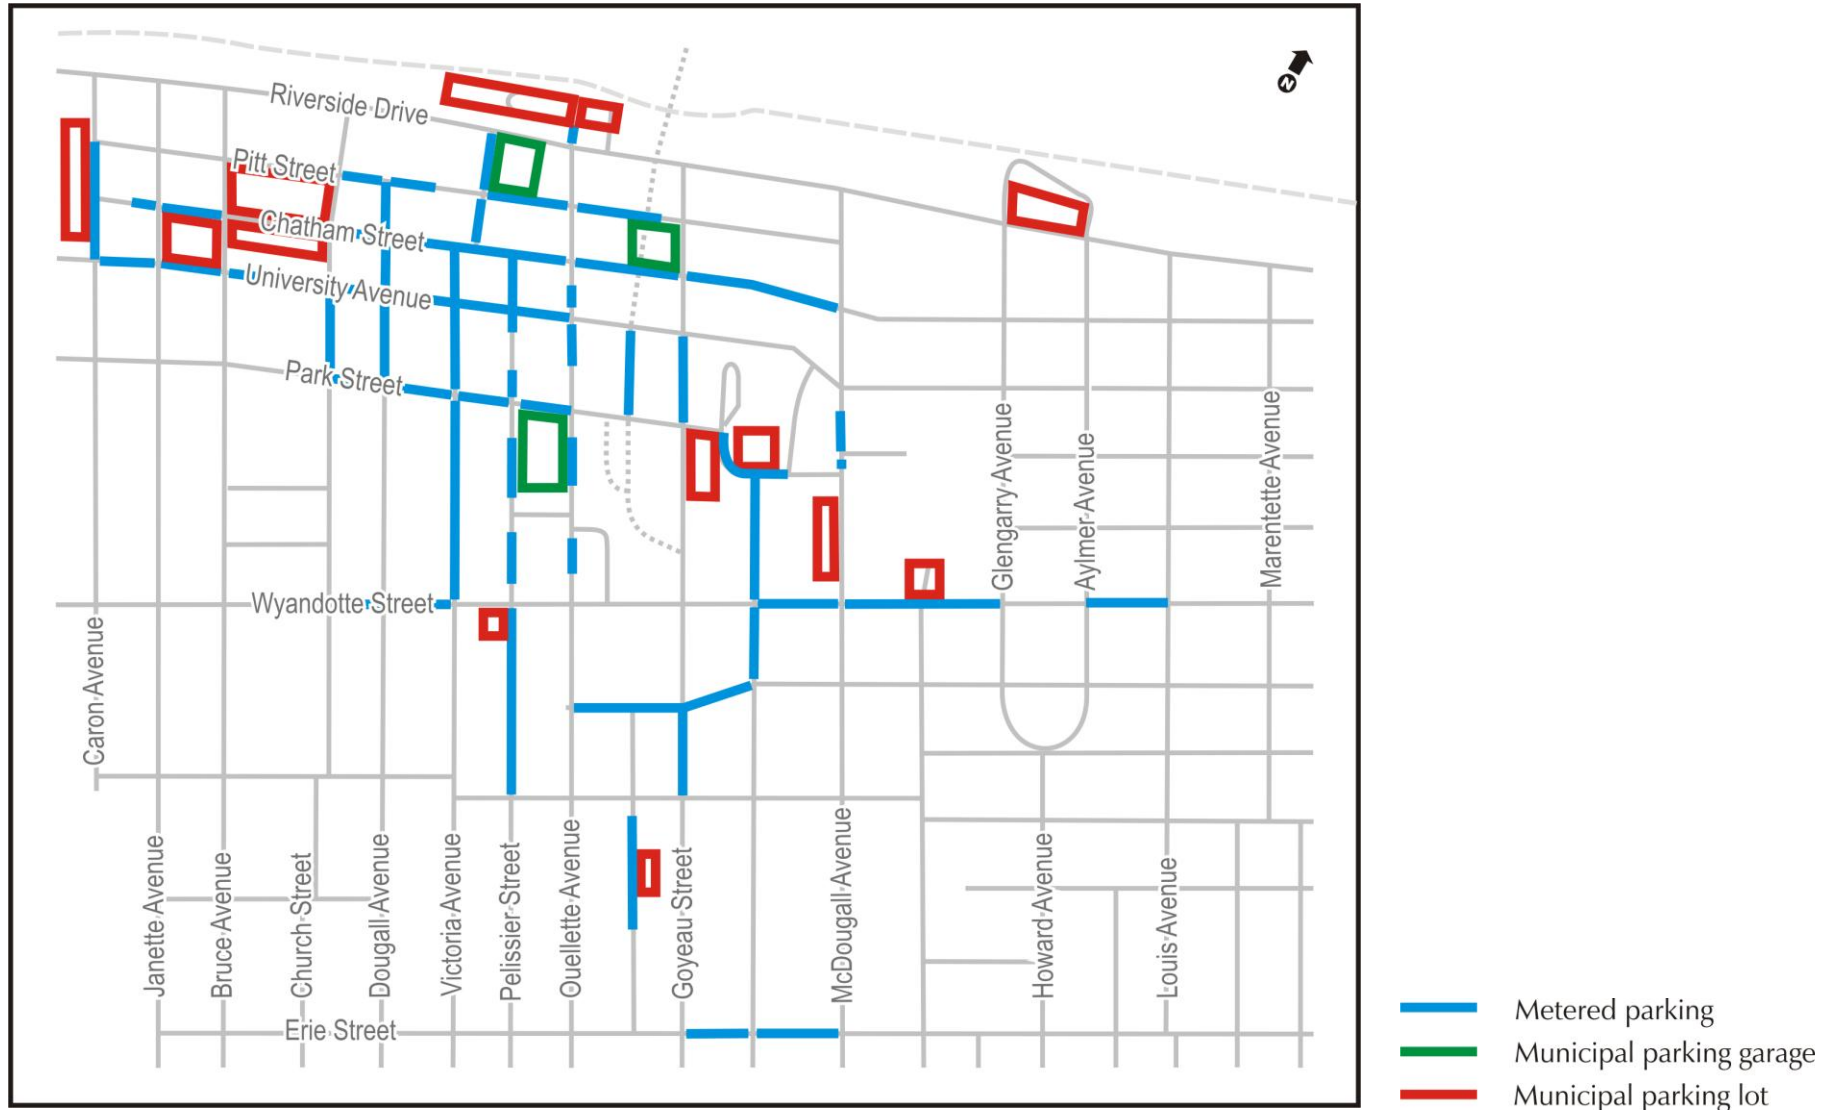 N
Riverside Drive
Pitt Street
Chatham Street
University Avenue
Park Street
Wyandotte Street
Glengarry Avenue
Aylmer Avenue
Marentette Avenue
Caron Avenue
Janette Avenue
Bruce Avenue
Church Street
Dougall Avenue
Victoria Avenue
Pelissier Street
Ouellette Avenue
Goyeau Street
McDougall Avenue
Howard Avenue
Louis Avenue
Erie Street
Metered parking
Municipal parking garage
Municipal parking lot